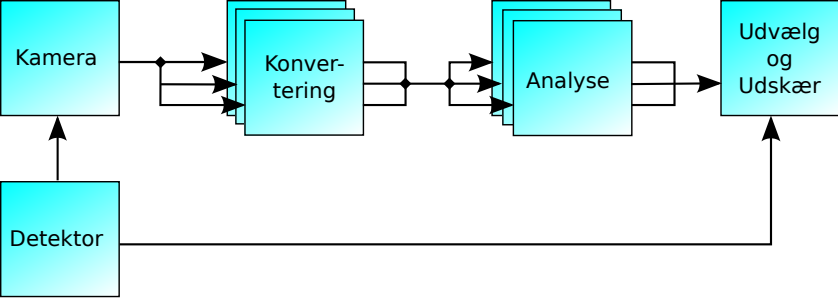 Kamera
Konver-
tering
Analyse
Udvælg
og
Udskær
Detektor